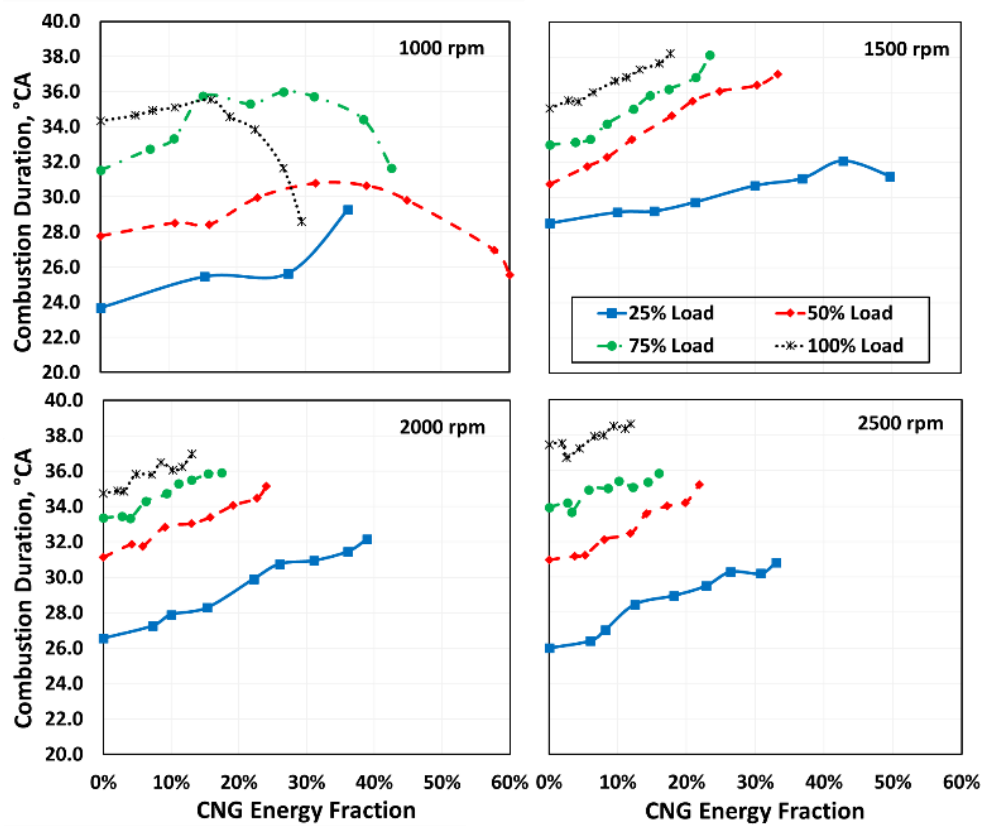 40.0
38.0
36.0
34.0
32.0
30.0
28.0
26.0
24.0
22.0
20.0
Combustion Duration, °CA
1000 rpm
1500 rpm
25% Load
50% Load
75% Load
100% Load
40.0
38.0
36.0
34.0
32.0
30.0
28.0
26.0
24.0
22.0
20.0
Combustion Duration, °CA
2000 rpm
2500 rpm
0% 10% 20% 30% 40% 50% 60%
0% 10% 20% 30% 40% 50% 60%
CNG Energy Fraction
CNG Energy Fraction